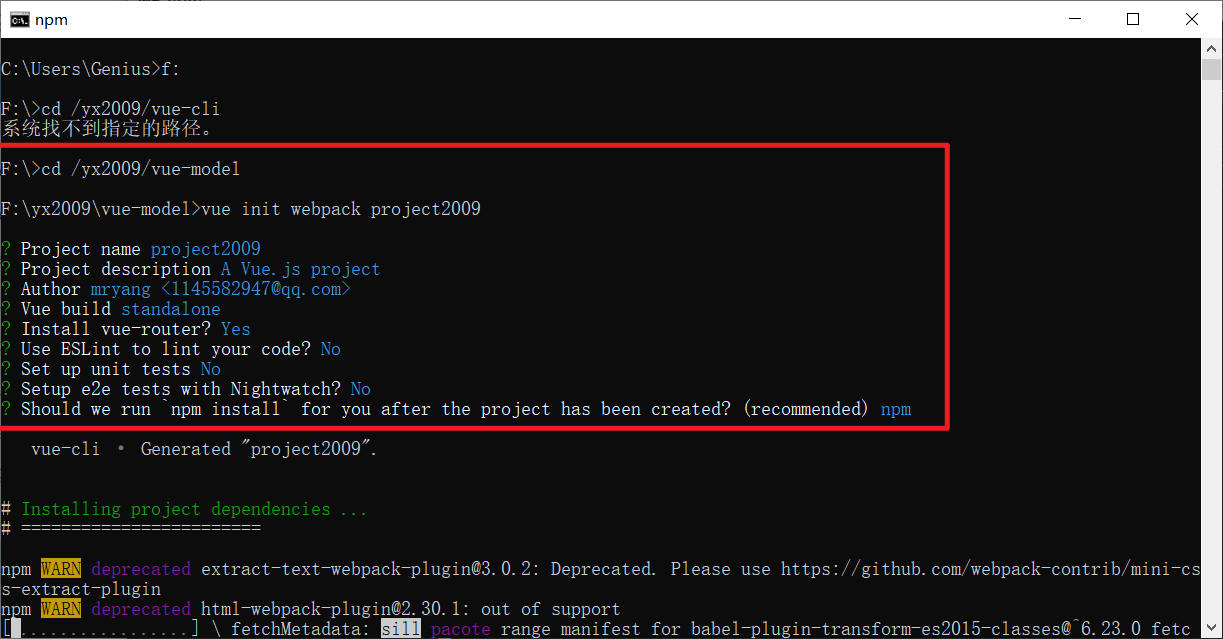 npm
C:\Users\Genius>f:
F:\>cd /yx2009/vue-cli
系统找不到指定的路径。
F:\>cd /yx2009/vue-model
F:\yx2009\vue-model>vue init webpack project2009
? Project name project2009
? Project description A Vue.js project
? Author mryang <1145582947@qq.com>
? Vue build standalone
? Install vue-router? Yes
? Use ESLint to lint your code? No
? Set up unit tests No
? Setup e2e tests with Nightwatch? No
? Should we run `npm install` for you after the project has been created? (recommended) npm
vue-cli · Generated "project2009".
# Installing project dependencies ...
# ========================
npm WARN deprecated extract-text-webpack-plugin@3.0.2: Deprecated. Please use https://github.com/webpack-contrib/mini-cs
s-extract-plugin
npm WARN deprecated html-webpack-plugin@2.30.1: out of support
[ .................] \ fetchMetadata: sill pacote range manifest for babel-plugin-transform-es2015-classes@^6.23.0 fetc